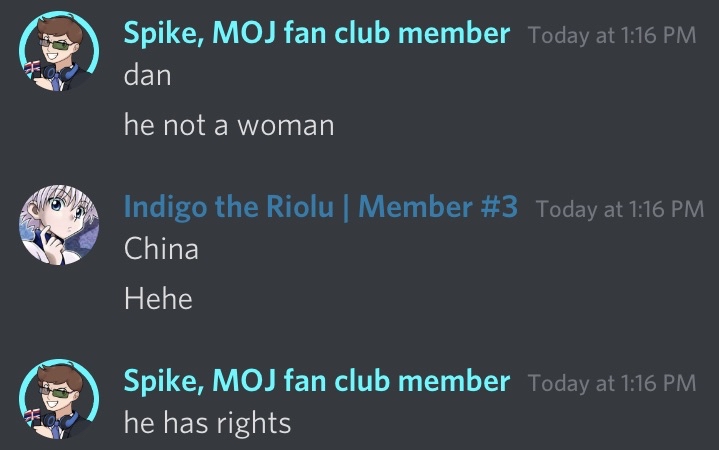 Spike, MOJ fan club member Today at 1:16 PM
dan
he not a woman
Indigo the Riolu | Member #3 Today at 1:16 PM
China
Hehe
Spike, MOJ fan club member Today at 1:16 PM
he has rights